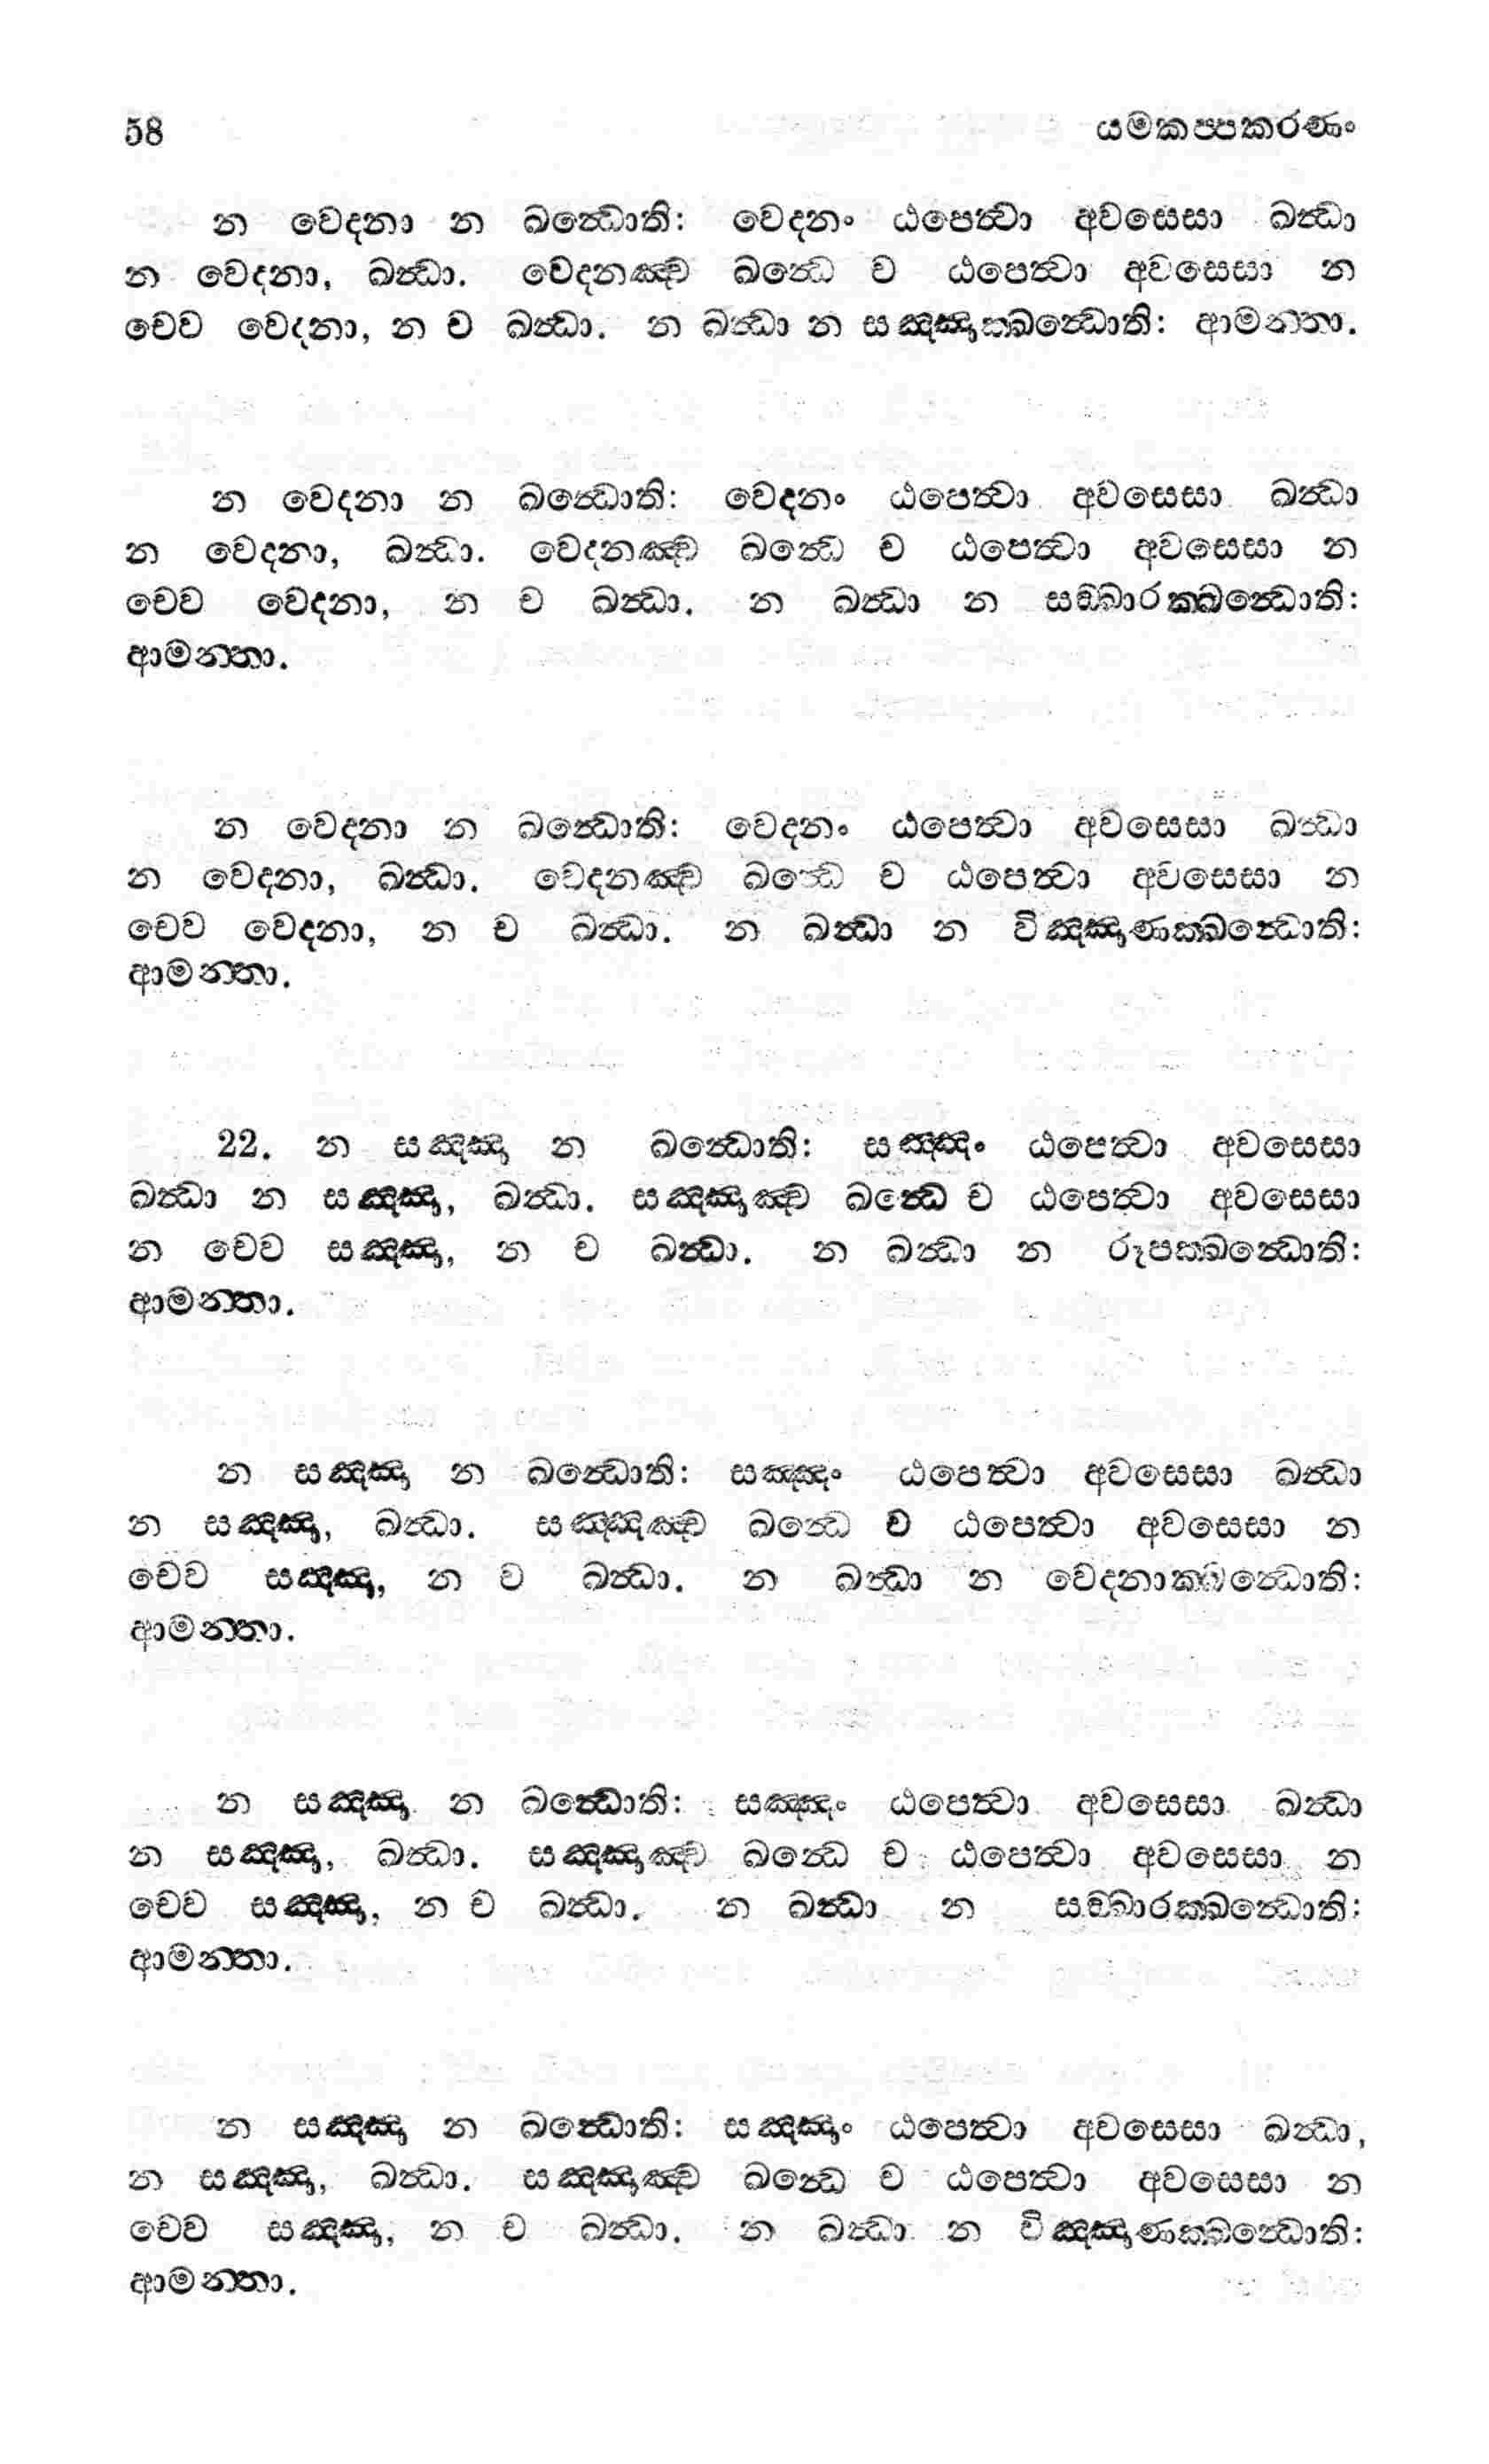 58 යමකප්පකරණං
න වෙදනා න ඛන්ධොති: වෙදනං ඨපෙත්වා අවසෙසා ඛන්ධා
න වෙදනා, ඛන්ධා. වෙදනඤ්ච ඛන්ධෙ ච ඨපෙත්වා අවසෙසා න
චෙව වෙදනා, න ච ඛන්ධා. න ඛන්ධා න සඤ්ඤාක්ඛන්ධොති: ආමන්තා.
න වෙදනා න ඛන්ධොති: වෙදනං ඨපෙත්වා අවසෙසා ඛන්ධා
න වෙදනා, ඛන්ධා. වෙදනඤ්ච ඛන්ධෙ ච ඨපෙත්වා අවසෙසා න
චෙව වෙදනා, න ච ඛන්ධා. න ඛන්ධා න සඞ්ඛාරක්ඛන්ධොති:
ආමන්තා.
න වෙදනා න ඛන්ධොති: වෙදනං ඨපෙත්වා අවසෙසා ඛන්ධා
න වෙදනා, ඛන්ධා. වෙදනඤ්ච ඛන්ධෙ ච ඨපෙත්වා අවසෙසා න
චෙව වෙදනා, න ච ඛන්ධා. න ඛන්ධා න විඤ්ඤාණක්ඛන්ධොති:
ආමන්තා.
22. න සඤ්ඤා න ඛන්ධොති: සඤ්ඤං ඨපෙත්වා අවසෙසා
ඛන්ධා න සඤ්ඤා, ඛන්ධා. සඤ්ඤාඤ්ච ඛන්ධෙ ච ඨපෙත්වා අවසෙසා
න චෙව සඤ්ඤා, න ච ඛන්ධා. න ඛන්ධා න රූපක්ඛන්ධොති:
ආමන්තා.
න සඤ්ඤා න ඛන්ධොති: සඤ්ඤං ඨපෙත්වා අවසෙසා ඛන්ධා
න සඤ්ඤා, ඛන්ධා. සඤ්ඤඤ්ච ඛන්ධෙ ච ඨපෙත්වා අවසෙසා න
චෙව සඤ්ඤා, න ව ඛන්ධා. න ඛන්ධා න වෙදනාක්ඛන්ධොති:
ආමන්තා.
න සඤ්ඤා න ඛන්ධොති: සඤ්ඤං ඨපෙත්වා අවසෙසා ඛන්ධා
න සඤ්ඤා, ඛන්ධා. සඤ්ඤාඤ්ච ඛන්ධෙ ච ඨපෙත්වා අවසෙසා න
චෙව සඤ්ඤා, න ච ඛන්ධා. න ඛන්ධා න සඞ්ඛාරක්ඛන්ධොති:
ආමන්තා.
න සඤ්ඤා න ඛන්ධොති: සඤ්ඤාං ඨපෙත්වා අවසෙසා ඛන්ධා,
න සඤ්ඤා, ඛන්ධා. සඤ්ඤාඤ්ච ඛන්ධෙ ච ඨපෙත්වා අවසෙසා න
චෙව සඤ්ඤා, න ච ඛන්ධා. න ඛන්ධා න විඤ්ඤාණක්ඛන්ධොති:
ආමන්තා.